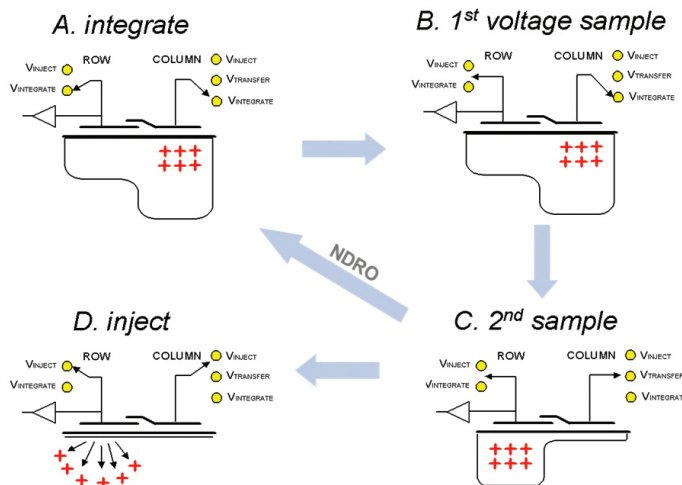 A. integrate
ROW
COLUMN
VINJECT
VINTEGRATE
VINJECT
VTRANSFER
VINTEGRATE
B. 1st voltage sample
ROW
COLUMN
VINJECT
VINTEGRATE
VINJECT
VTRANSFER
VINTEGRATE
NDRO
D. inject
ROW
COLUMN
VINJECT
VINTEGRATE
VINJECT
VTRANSFER
VINTEGRATE
C. 2nd sample
ROW
COLUMN
VINJECT
VINTEGRATE
VINJECT
VTRANSFER
VINTEGRATE